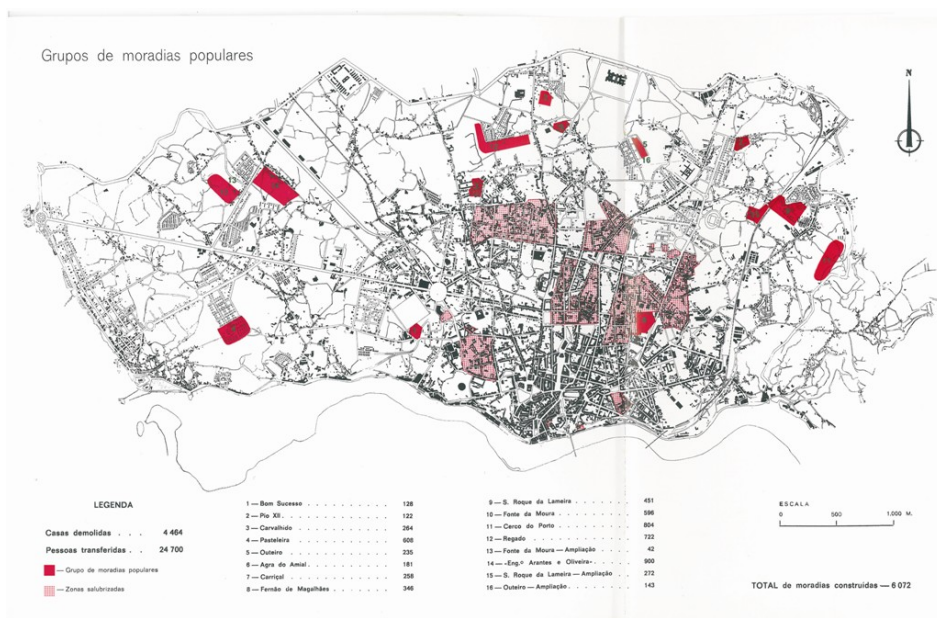 Grupos de moradias populares
N
13
5
16
LEGENDA
Casas demolidas . . . 4 464
Pessoas transferidas . . 24 700
— Grupo de moradias populares
— Zonas salubrizadas
1 — Bom Sucesso . . . . . . . . . . . 128
2 — Pio XII . . . . . . . . . . . . . 122
3 — Carvalhido . . . . . . . . . . . 264
4 — Pasteleira . . . . . . . . . . . 608
5 — Outeiro . . . . . . . . . . . . 235
6 — Agra do Amial . . . . . . . . . . 181
7 — Carriçal . . . . . . . . . . . . 258
8 — Fernão de Magalhães . . . . . . . 346
9 — S. Roque da Lameira . . . . . . . 451
10 — Fonte da Moura . . . . . . . . . 596
11 — Cerco do Porto . . . . . . . . . 804
12 — Regado . . . . . . . . . . . . 722
13 — Fonte da Moura — Ampliação . . . 42
14 — «Eng.º Arantes e Oliveira» . . . . 900
15 — S. Roque da Lameira — Ampliação . . 272
16 — Outeiro — Ampliação . . . . . . . 143
ESCALA
0 500 1.000 M.
TOTAL de moradias construidas — 6 072